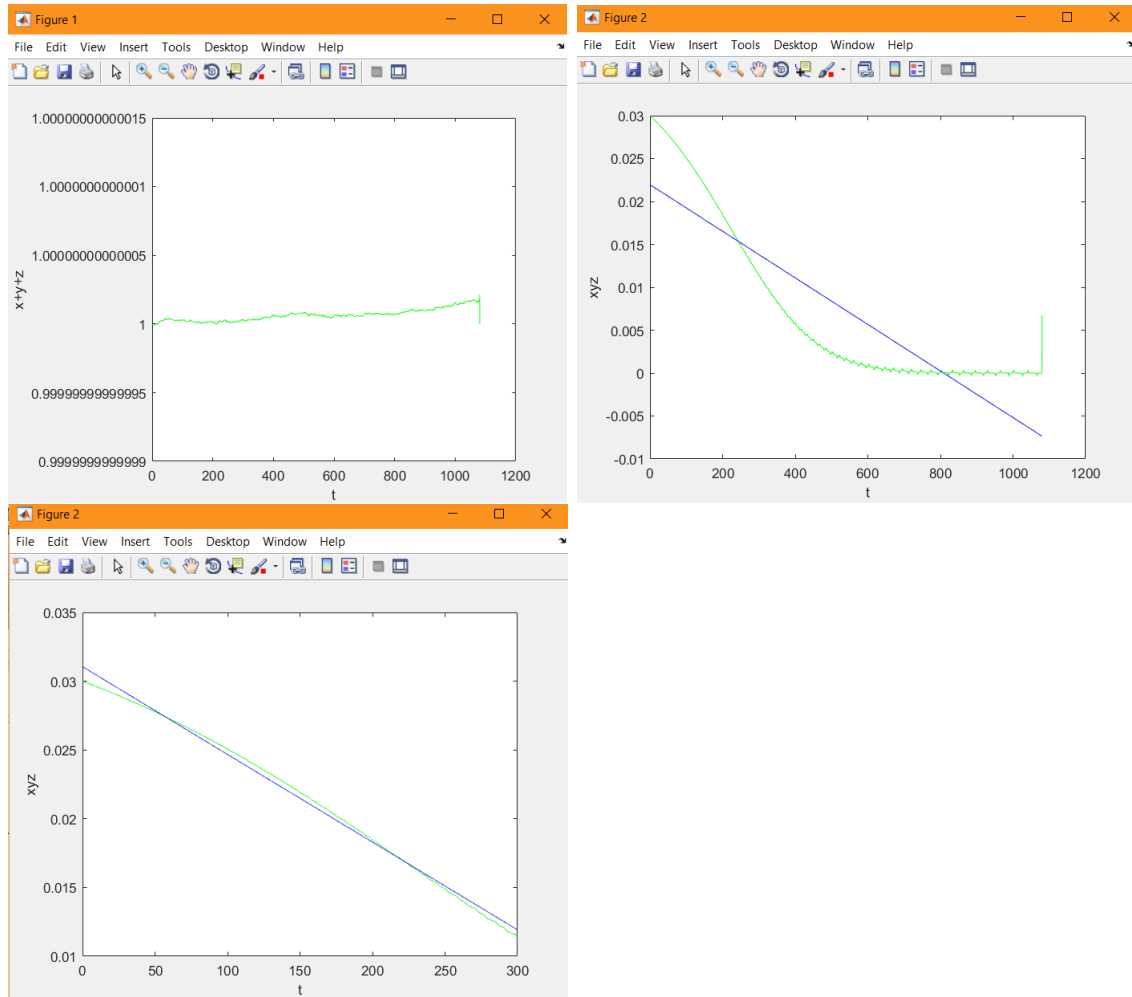 Figure 1
File Edit View Insert Tools Desktop Window Help
1.00000000000015
1.0000000000001
1.00000000000005
1
0.99999999999995
0.9999999999999
x+y+z
0 200 400 600 800 1000 1200
t
Figure 2
File Edit View Insert Tools Desktop Window Help
0.03
0.025
0.02
0.015
0.01
0.005
0
-0.005
-0.01
xyz
0 200 400 600 800 1000 1200
t
Figure 2
File Edit View Insert Tools Desktop Window Help
0.035
0.03
0.025
0.02
0.015
0.01
xyz
0 50 100 150 200 250 300
t